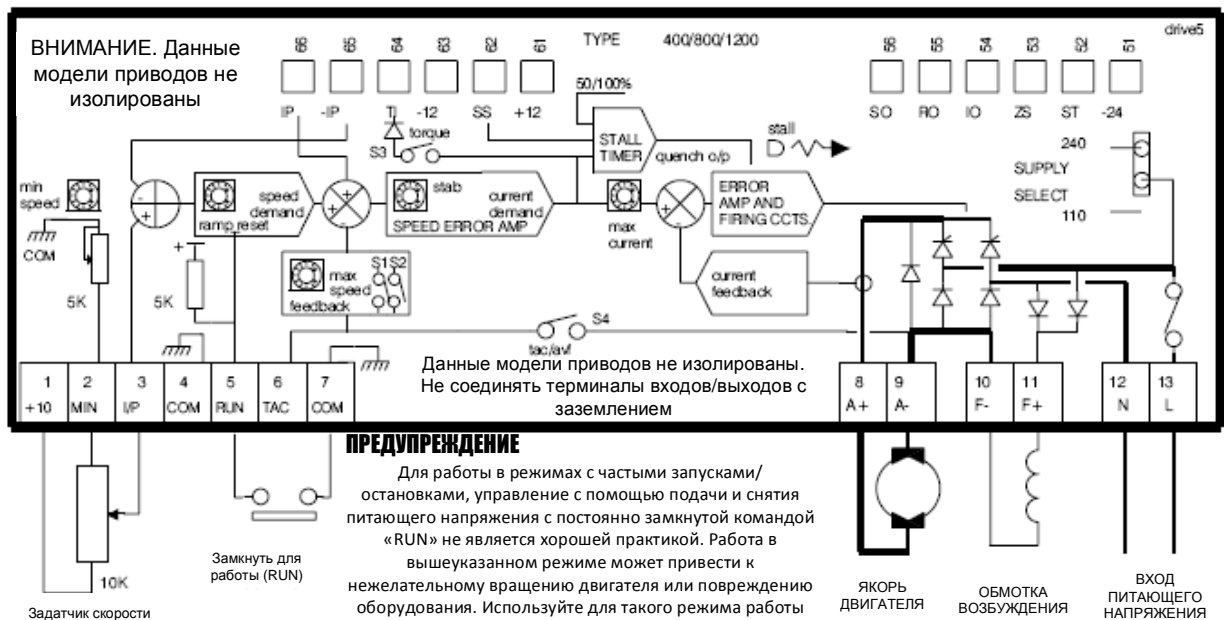 drive5
ВНИМАНИЕ. Данные
модели приводов не
изолированы
66 65 64 63 62 61
TYPE 400/800/1200
56 55 54 53 52 51
IP -IP TI -12 SS +12
SO RO IO ZS ST -24
50/100%
STALL
TIMER
quench o/p
stall
S3 torque
240
SUPPLY
SELECT
110
min
speed
COM
5K
- +
+
speed
demand
ramp reset
5K
+ +
-
stab
current
demand
SPEED ERROR AMP
max
current
+
-
ERROR
AMP AND
FIRING CCTS.
max
speed
feedback
S1 S2
current
feedback
S4
tac/avf
Данные модели приводов не изолированы.
Не соединять терминалы входов/выходов с
заземлением
1 2 3 4 5 6 7
+10 MIN I/P COM RUN TAC COM
8 9 10 11 12 13
A+ A- F- F+ N L
10K
Задатчик скорости
Замкнуть для
работы (RUN)
ПРЕДУПРЕЖДЕНИЕ
Для работы в режимах с частыми запусками/
остановками, управление с помощью подачи и снятия
питающего напряжения с постоянно замкнутой командой
«RUN» не является хорошей практикой. Работа в
вышеуказанном режиме может привести к
нежелательному вращению двигателя или повреждению
оборудования. Используйте для такого режима работы
ЯКОРЬ
ДВИГАТЕЛЯ
ОБМОТКА
ВОЗБУЖДЕНИЯ
ВХОД
ПИТАЮЩЕГО
НАПРЯЖЕНИЯ